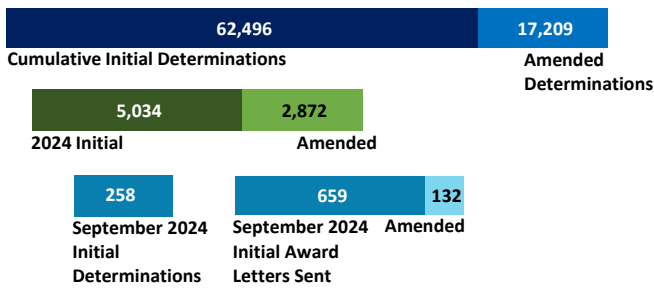 62,496 17,209
Cumulative Initial Determinations Amended
Determinations
5,034 2,872
2024 Initial Amended
258 659 132
September 2024 September 2024 Amended
Initial Initial Award
Determinations Letters Sent